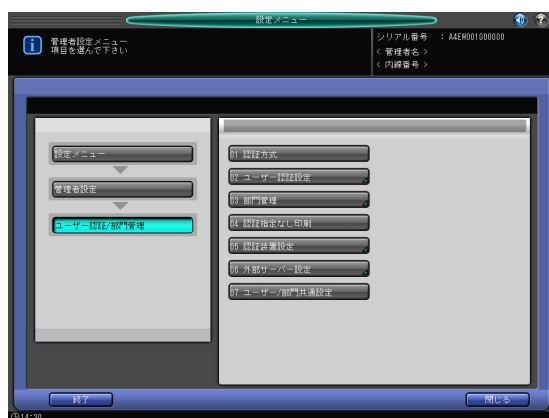 設定メニュー
管理者設定メニュー
項目を選んで下さい
シリアル番号 : A4EM001000000
< 管理者名 >
< 内線番号 >
設定メニュー
管理者設定
ユーザー認証/部門管理
01 認証方式
02 ユーザー認証設定
03 部門管理
04 認証指定なし印刷
05 認証装置設定
06 外部サーバー設定
07 ユーザー/部門共通設定
終了
閉じる
14:30